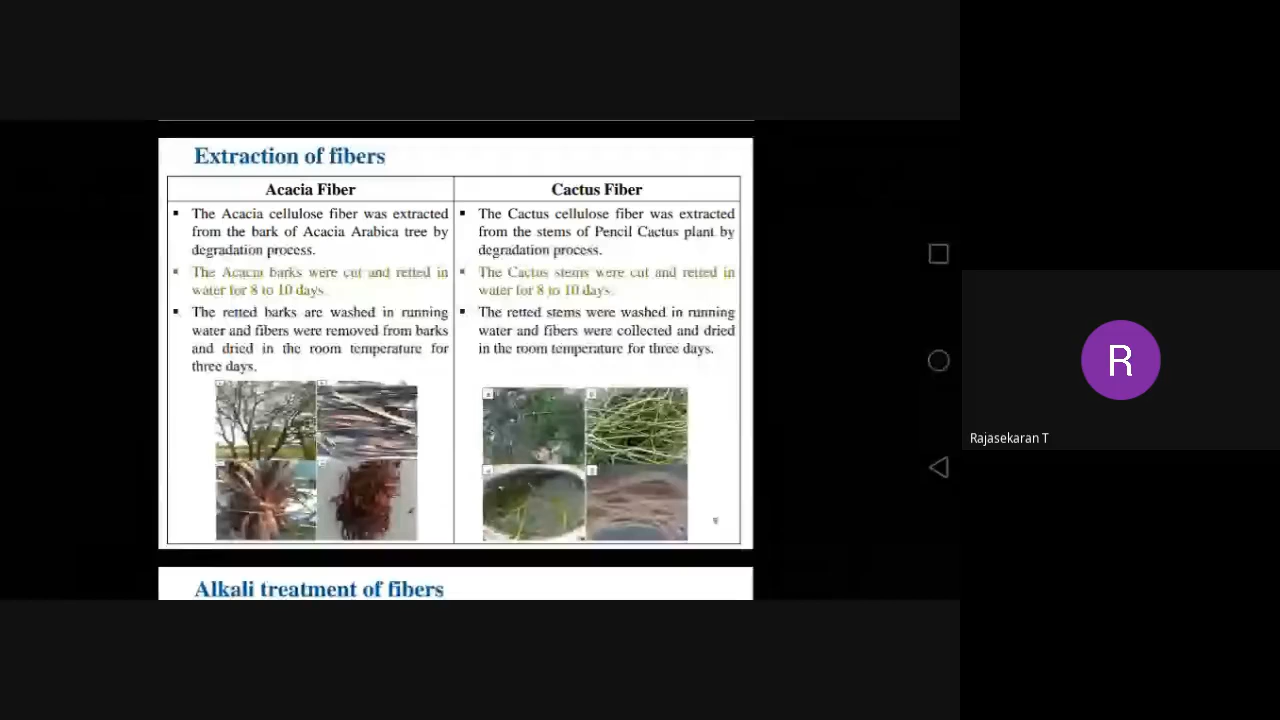 Extraction of fibers
Acacia Fiber
▪ The Acacia cellulose fiber was extracted
from the bark of Acacia Arabica tree by
degradation process.
▪ The Acacia barks were cut and retted in
water for 8 to 10 days.
▪ The retted barks are washed in running
water and fibers were removed from barks
and dried in the room temperature for
three days.
Cactus Fiber
▪ The Cactus cellulose fiber was extracted
from the stems of Pencil Cactus plant by
degradation process.
▪ The Cactus stems were cut and retted in
water for 8 to 10 days.
▪ The retted stems were washed in running
water and fibers were collected and dried
in the room temperature for three days.
Alkali treatment of fibers
R
Rajasekaran T